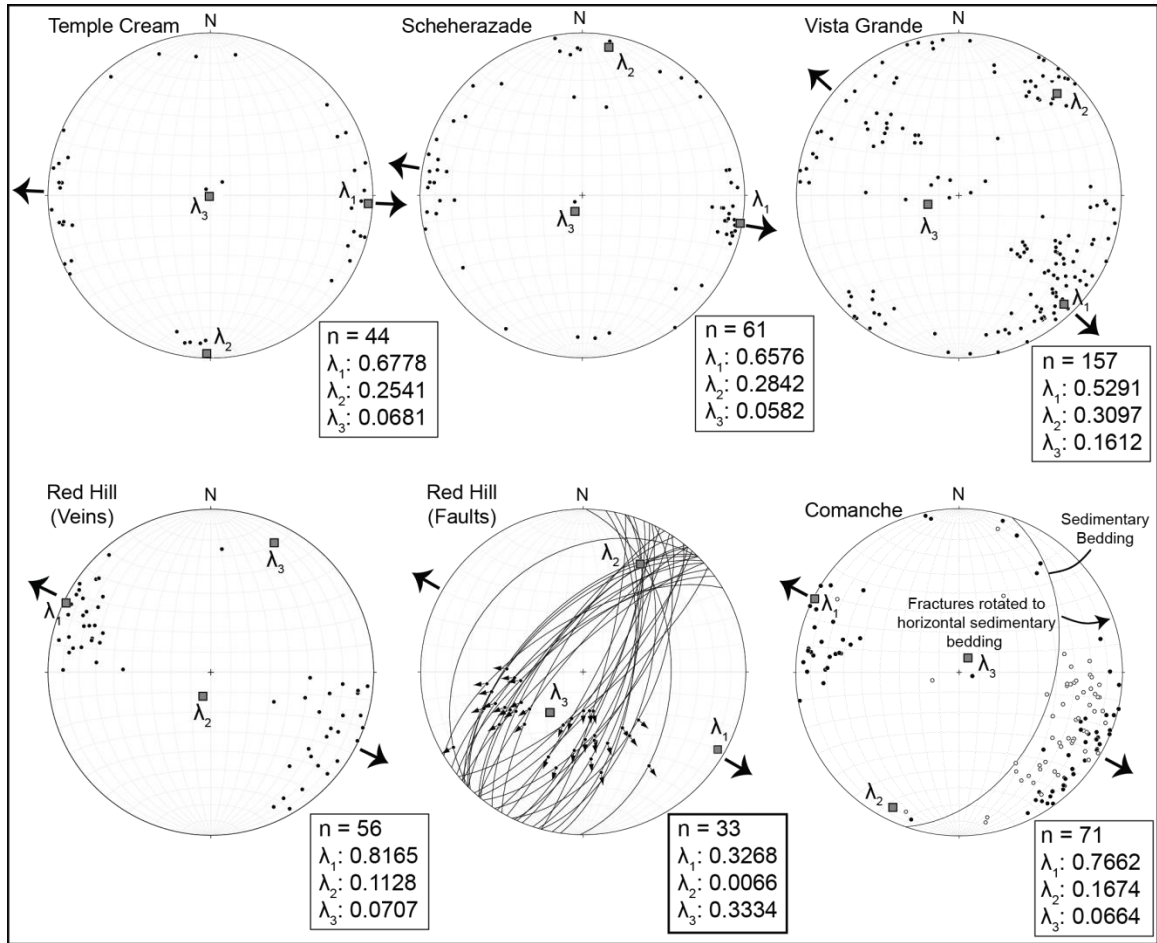 Temple Cream
N
λ1
λ3
λ2
n = 44
λ1: 0.6778
λ2: 0.2541
λ3: 0.0681
Scheherazade
N
λ2
λ1
λ3
n = 61
λ1: 0.6576
λ2: 0.2842
λ3: 0.0582
Vista Grande
N
λ2
λ3
λ1
n = 157
λ1: 0.5291
λ2: 0.3097
λ3: 0.1612
Red Hill
(Veins)
N
λ3
λ1
λ2
n = 56
λ1: 0.8165
λ2: 0.1128
λ3: 0.0707
Red Hill
(Faults)
N
λ2
λ3
λ1
n = 33
λ1: 0.3268
λ2: 0.0066
λ3: 0.3334
Comanche
N
Sedimentary
Bedding
λ1
Fractures rotated to
horizontal sedimentary
bedding
λ3
λ2
n = 71
λ1: 0.7662
λ2: 0.1674
λ3: 0.0664